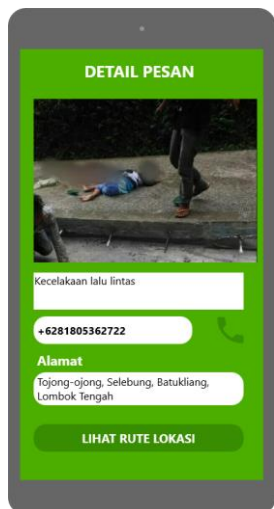 DETAIL PESAN
Kecelakaan lalu lintas
+6281805362722
Alamat
Tojong-ojong, Selebung, Batukliang,
Lombok Tengah
LIHAT RUTE LOKASI